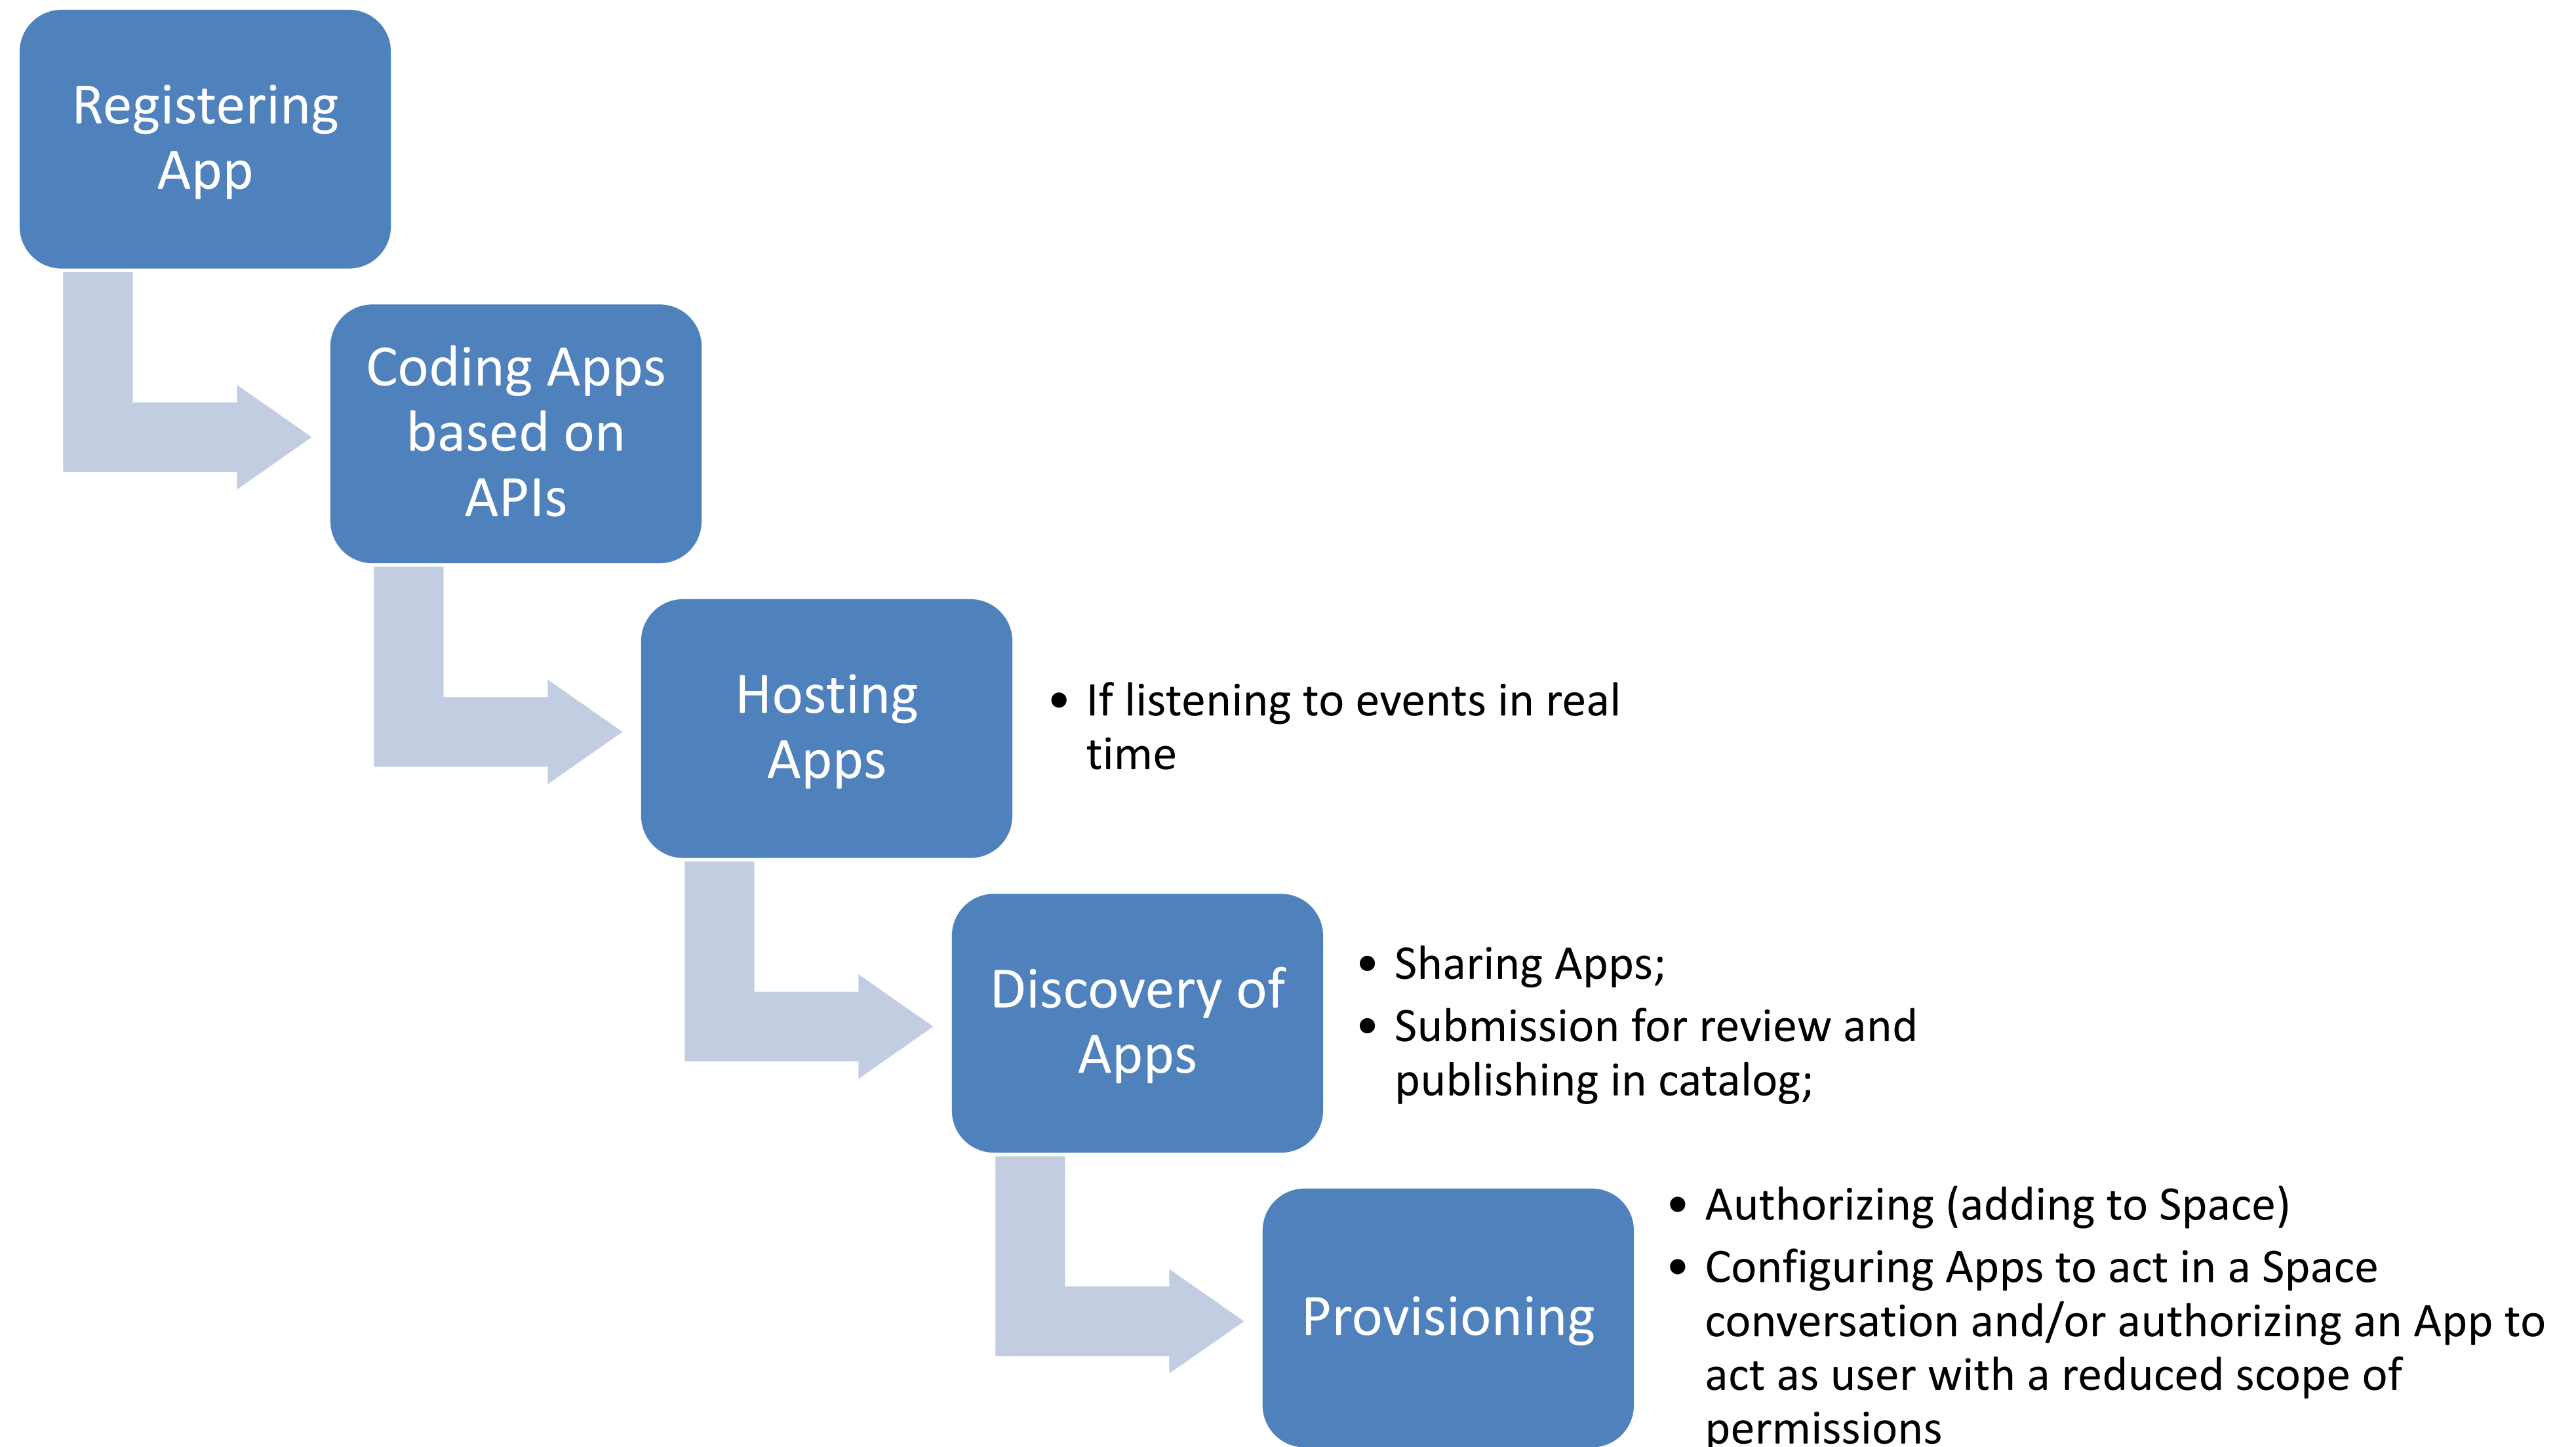 Registering
App
Coding Apps
based on
APIs
Hosting
Apps
• If listening to events in real
time
Discovery of
Apps
• Sharing Apps;
• Submission for review and
publishing in catalog;
Provisioning
• Authorizing (adding to Space)
• Configuring Apps to act in a Space
conversation and/or authorizing an App to
act as user with a reduced scope of
permissions